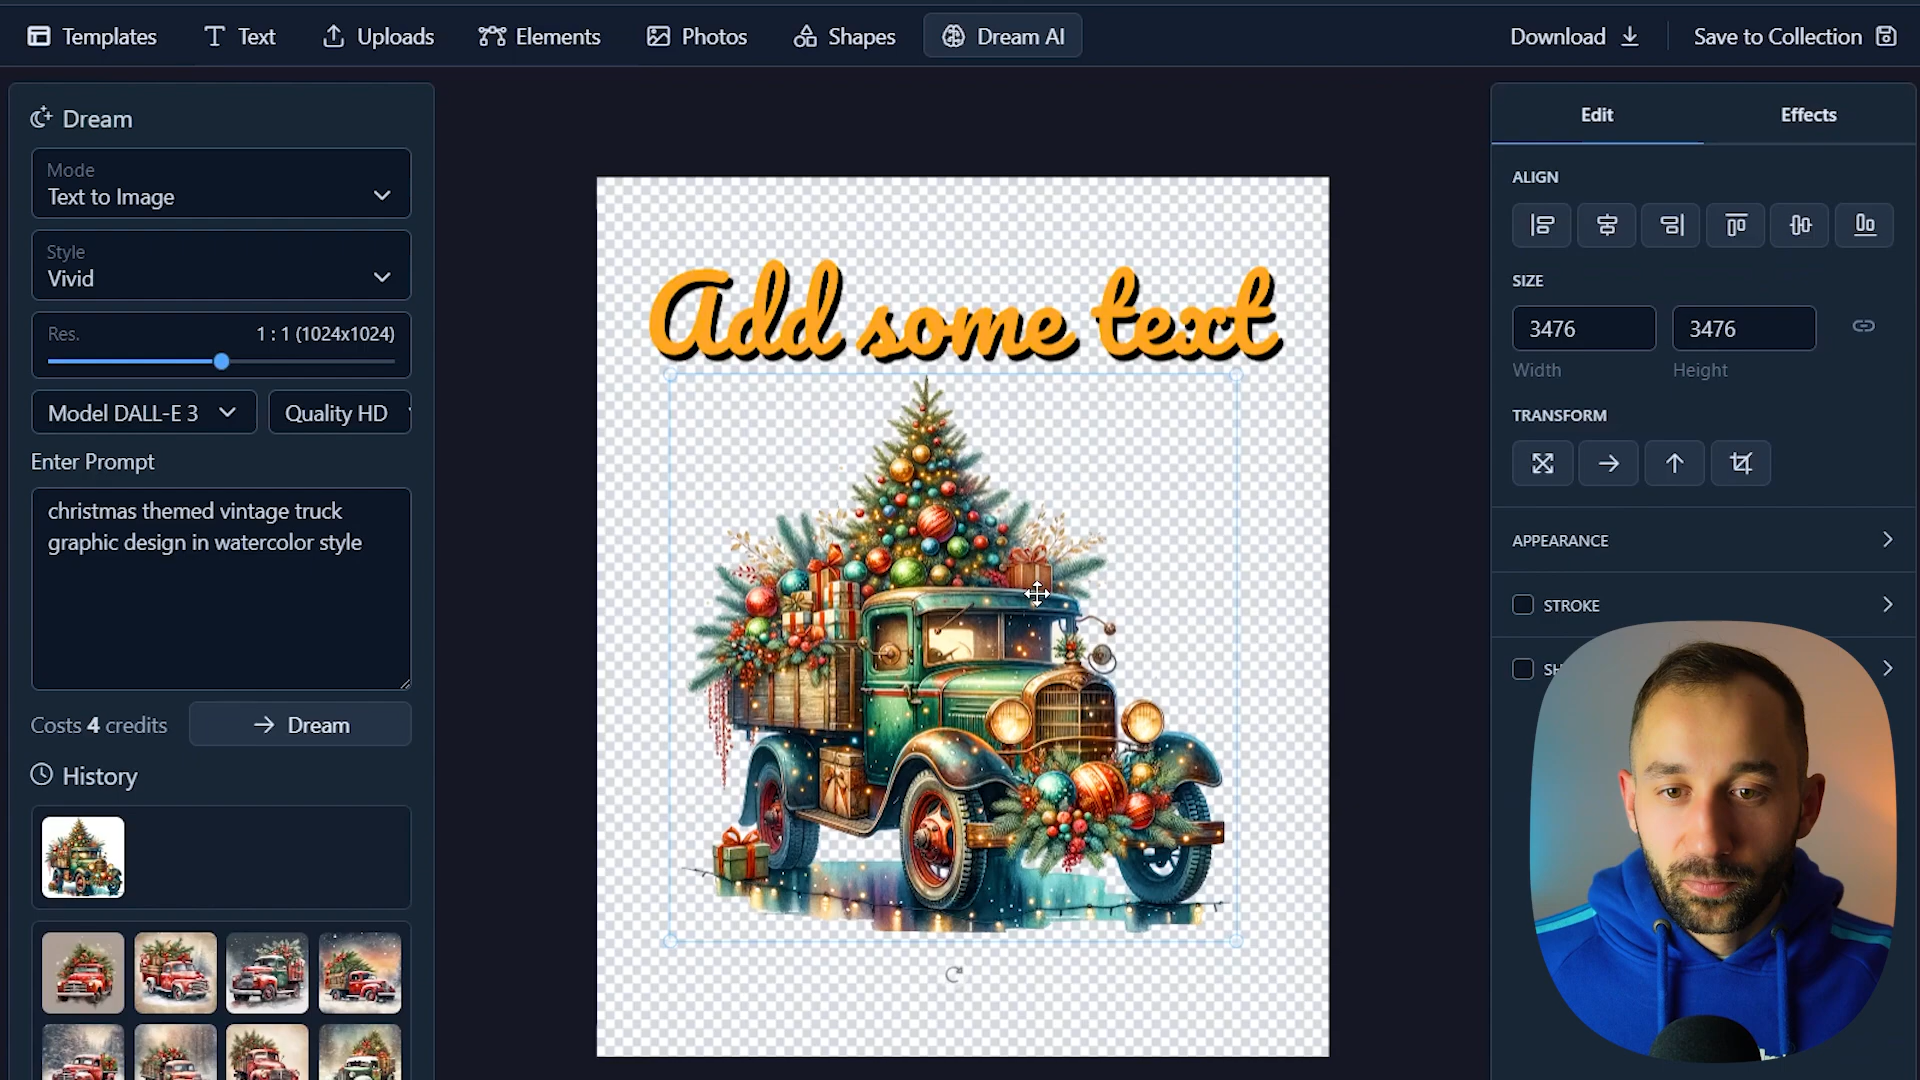 Templates
Text
Uploads
Elements
Photos
Shapes
Dream AI
Download
Save to Collection
Dream
Mode
Text to Image
Style
Vivid
Res.
1 : 1 (1024x1024)
Model DALL-E 3
Quality HD
Enter Prompt
christmas themed vintage truck
graphic design in watercolor style
Costs 4 credits
Dream
History
Add some text
Edit
Effects
ALIGN
SIZE
3476
3476
Width
Height
TRANSFORM
APPEARANCE
STROKE